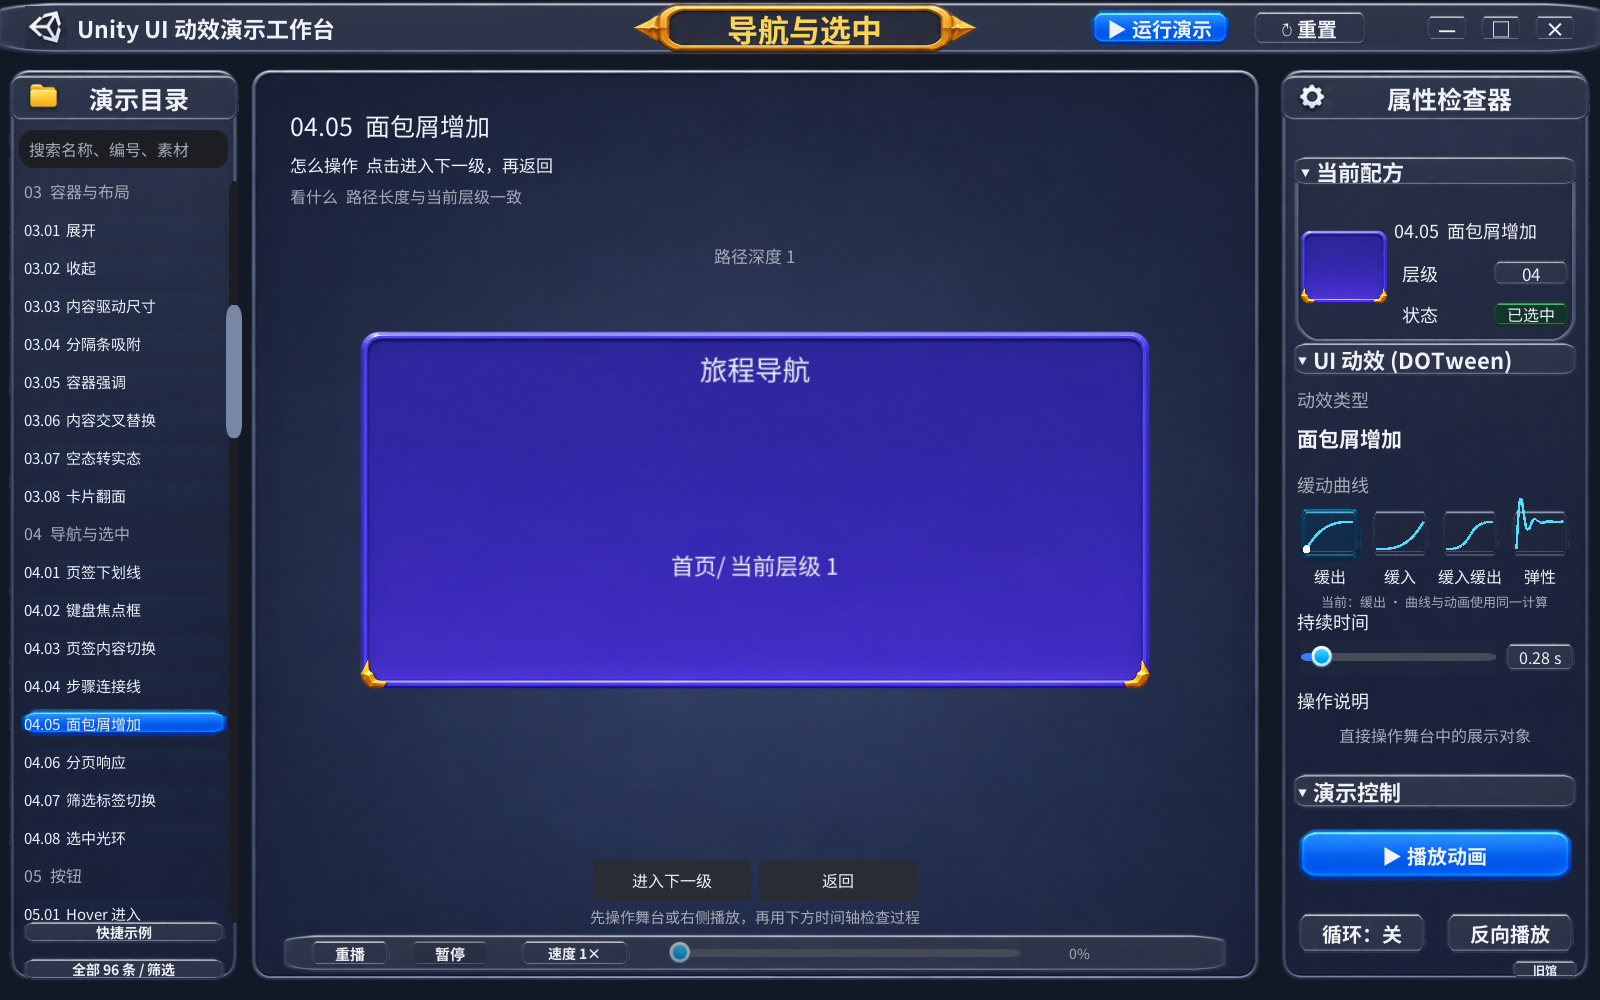 Unity UI 动效演示工作台
导航与选中
▶ 运行演示
↻ 重置
演示目录
搜索名称、编号、素材
03 容器与布局
03.01 展开
03.02 收起
03.03 内容驱动尺寸
03.04 分隔条吸附
03.05 容器强调
03.06 内容交叉替换
03.07 空态转实态
03.08 卡片翻面
04 导航与选中
04.01 页签下划线
04.02 键盘焦点框
04.03 页签内容切换
04.04 步骤连接线
04.05 面包屑增加
04.06 分页响应
04.07 筛选标签切换
04.08 选中光环
05 按钮
05.01 Hover 进入
快捷示例
全部 96 条 / 筛选
04.05 面包屑增加
怎么操作 点击进入下一级，再返回
看什么 路径长度与当前层级一致
路径深度 1
旅程导航
首页/ 当前层级 1
进入下一级
返回
先操作舞台或右侧播放，再用下方时间轴检查过程
重播
暂停
速度 1×
0%
属性检查器
▼ 当前配方
04.05 面包屑增加
层级
04
状态
已选中
▼ UI 动效 (DOTween)
动效类型
面包屑增加
缓动曲线
缓出
缓入
缓入缓出
弹性
当前：缓出 · 曲线与动画使用同一计算
持续时间
0.28 s
操作说明
直接操作舞台中的展示对象
▼ 演示控制
▶ 播放动画
循环：关
反向播放
旧馆